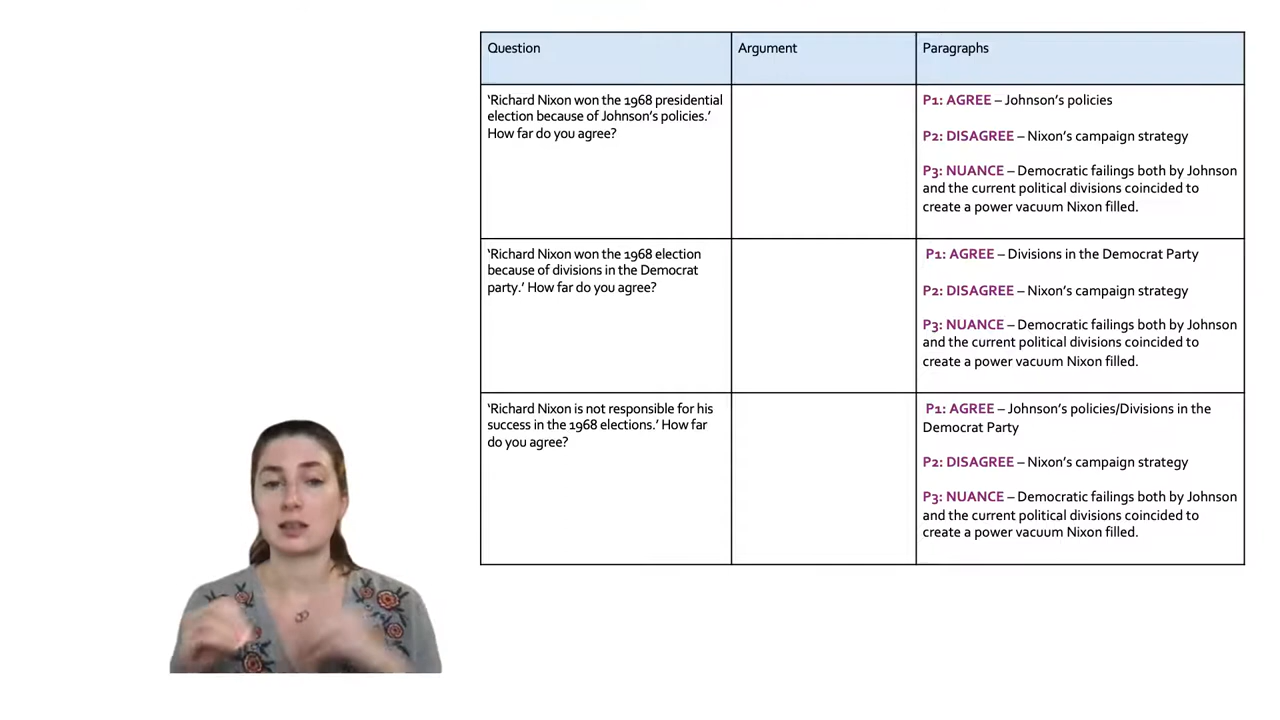 Question
Argument
Paragraphs
‘Richard Nixon won the 1968 presidential
election because of Johnson’s policies.’
How far do you agree?
P1: AGREE – Johnson’s policies
P2: DISAGREE – Nixon’s campaign strategy
P3: NUANCE – Democratic failings both by Johnson
and the current political divisions coincided to
create a power vacuum Nixon filled.
‘Richard Nixon won the 1968 election
because of divisions in the Democrat
party.’ How far do you agree?
P1: AGREE – Divisions in the Democrat Party
P2: DISAGREE – Nixon’s campaign strategy
P3: NUANCE – Democratic failings both by Johnson
and the current political divisions coincided to
create a power vacuum Nixon filled.
‘Richard Nixon is not responsible for his
success in the 1968 elections.’ How far
do you agree?
P1: AGREE – Johnson’s policies/Divisions in the
Democrat Party
P2: DISAGREE – Nixon’s campaign strategy
P3: NUANCE – Democratic failings both by Johnson
and the current political divisions coincided to
create a power vacuum Nixon filled.